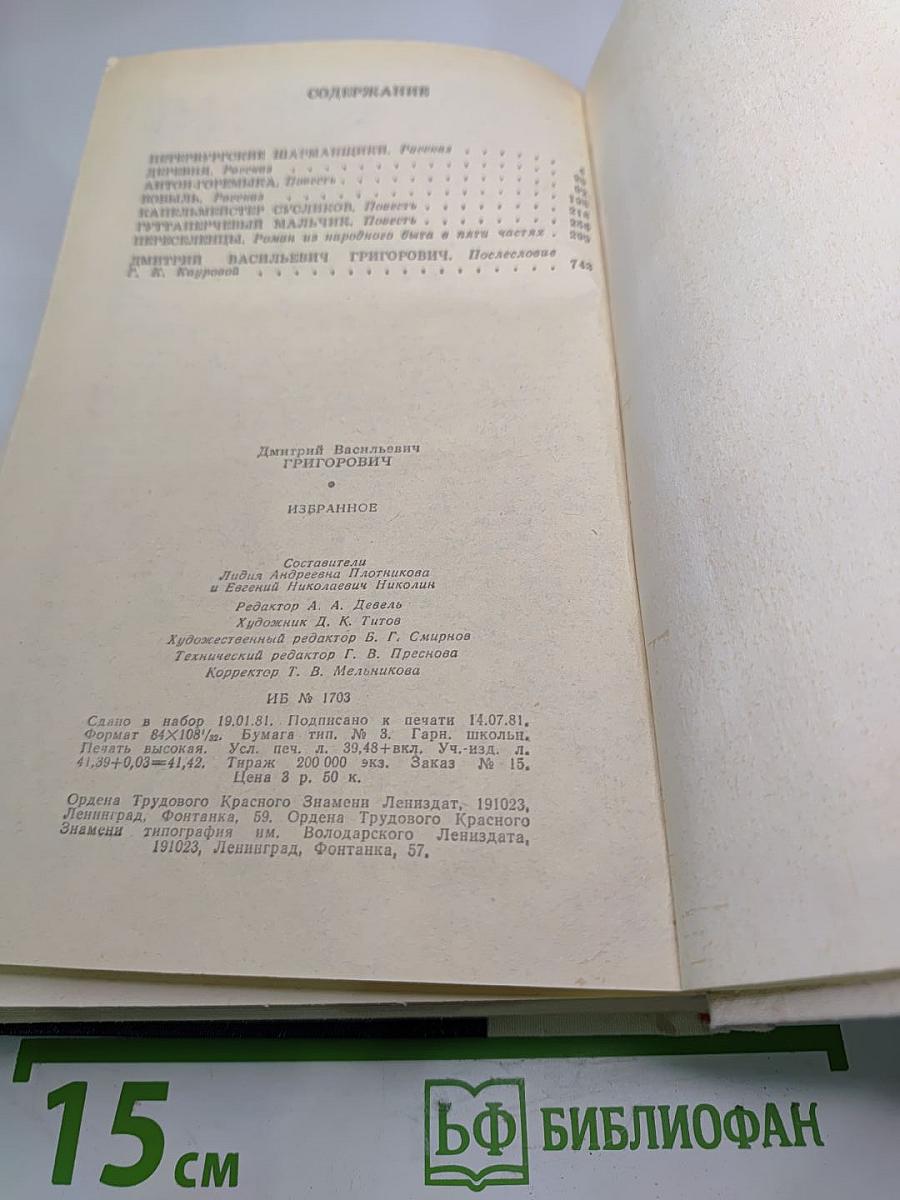 СОДЕРЖАНИЕ
ПЕТЕРБУРГСКИЕ ШАРМАНЩИКИ. Рассказ
ДЕРЕВНЯ. Рассказ
АНТОН-ГОРЕМЫКА. Повесть
БОБЫЛЬ. Рассказ
КАПЕЛЬМЕЙСТЕР СУСЛИКОВ. Повесть
ГУТТАПЕРЧЕВЫЙ МАЛЬЧИК. Повесть
ПЕРЕСЕЛЕНЦЫ. Роман из народного быта в пяти частях .
ДМИТРИЙ ВАСИЛЬЕВИЧ ГРИГОРОВИЧ. Послесловие
Г. К. Кауровой . . . . . . . . . . . . . . . . 743
Дмитрий Васильевич
ГРИГОРОВИЧ
ИЗБРАННОЕ
Составители
Лидия Андреевна Плотникова
и Евгений Николаевич Николин
Редактор А. А. Девель
Художник Д. К. Титов
Художественный редактор Б. Г. Смирнов
Технический редактор Г. В. Преснова
Корректор Т. В. Мельникова
ИБ № 1703
Сдано в набор 19.01.81. Подписано к печати 14.07.81.
Формат 84×108¹/₃₂. Бумага тип. № 3. Гарн. школьн.
Печать высокая. Усл. печ. л. 39,48+вкл. Уч.-изд. л.
41,39+0,03=41,42. Тираж 200 000 экз. Заказ № 15.
Цена 3 р. 50 к.
Ордена Трудового Красного Знамени Лениздат, 191023,
Ленинград, Фонтанка, 59. Ордена Трудового Красного
Знамени типография им. Володарского Лениздата,
191023, Ленинград, Фонтанка, 57.
15 см
БФ БИБЛИОФАН